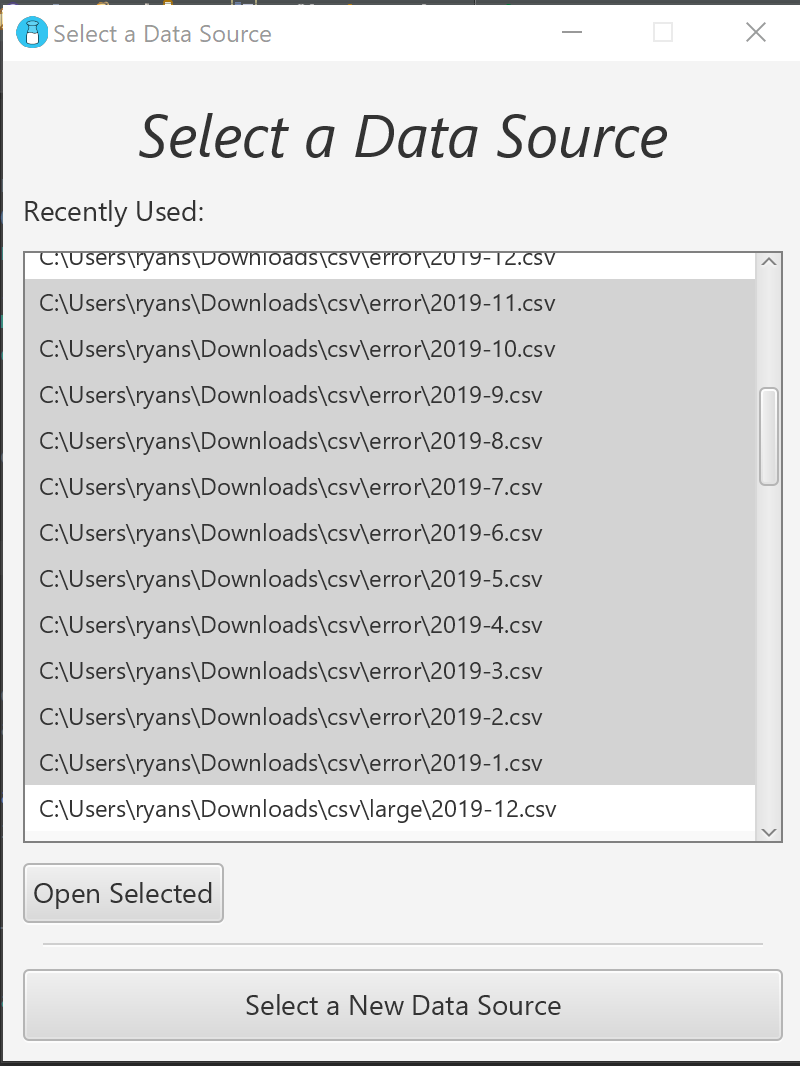 Select a Data Source
Select a Data Source
Recently Used:
C:\Users\ryans\Downloads\csv\error\2019-12.csv
C:\Users\ryans\Downloads\csv\error\2019-11.csv
C:\Users\ryans\Downloads\csv\error\2019-10.csv
C:\Users\ryans\Downloads\csv\error\2019-9.csv
C:\Users\ryans\Downloads\csv\error\2019-8.csv
C:\Users\ryans\Downloads\csv\error\2019-7.csv
C:\Users\ryans\Downloads\csv\error\2019-6.csv
C:\Users\ryans\Downloads\csv\error\2019-5.csv
C:\Users\ryans\Downloads\csv\error\2019-4.csv
C:\Users\ryans\Downloads\csv\error\2019-3.csv
C:\Users\ryans\Downloads\csv\error\2019-2.csv
C:\Users\ryans\Downloads\csv\error\2019-1.csv
C:\Users\ryans\Downloads\csv\large\2019-12.csv
Open Selected
Select a New Data Source